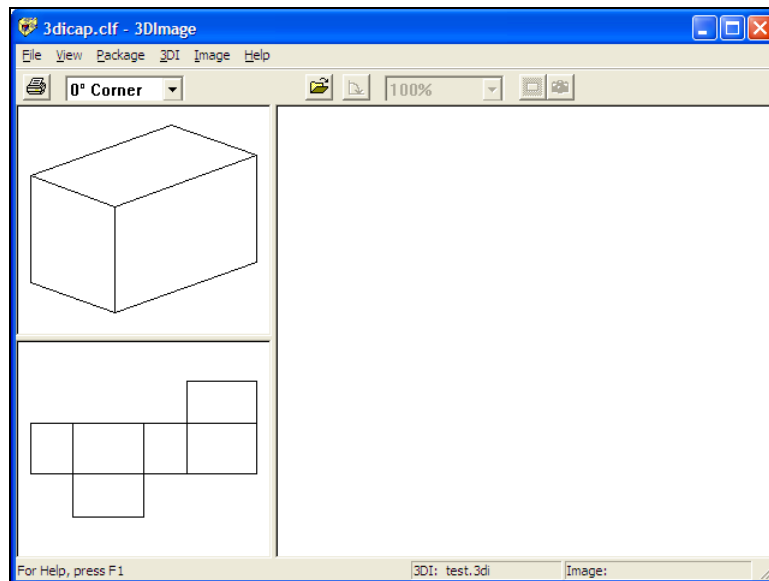 3dicap.clf - 3DImage
File View Package 3DI Image Help
0° Corner 100%
For Help, press F1 3DI: test.3di Image: